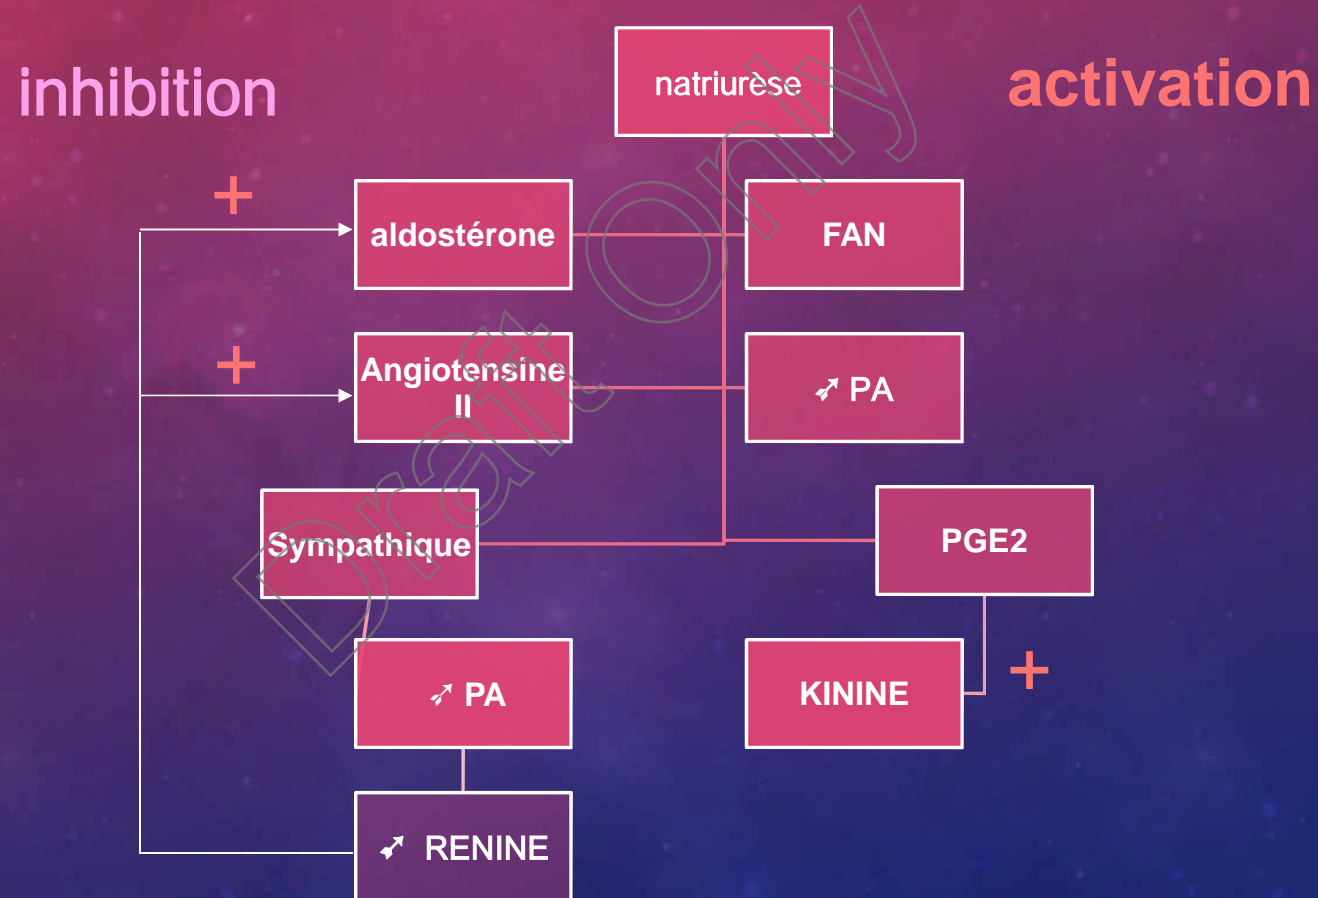 inhibition
natriurèse
activation
+
aldostérone
FAN
+
Angiotensine
II
➶ PA
Sympathique
PGE2
➶ PA
KININE
+
➶ RENINE
Draft Only